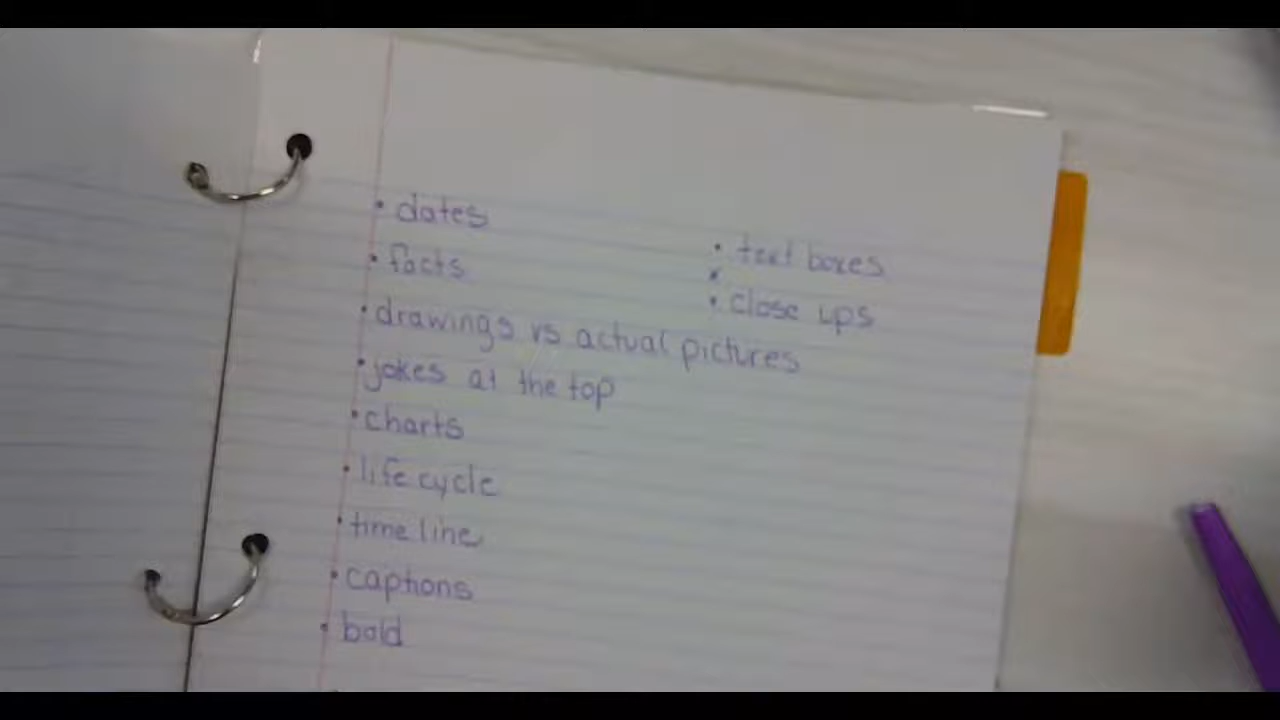 • dates
• facts
• drawings vs actual pictures
• jokes at the top
• charts
• life cycle
• time line
• captions
• bold
• text boxes
•
• close ups